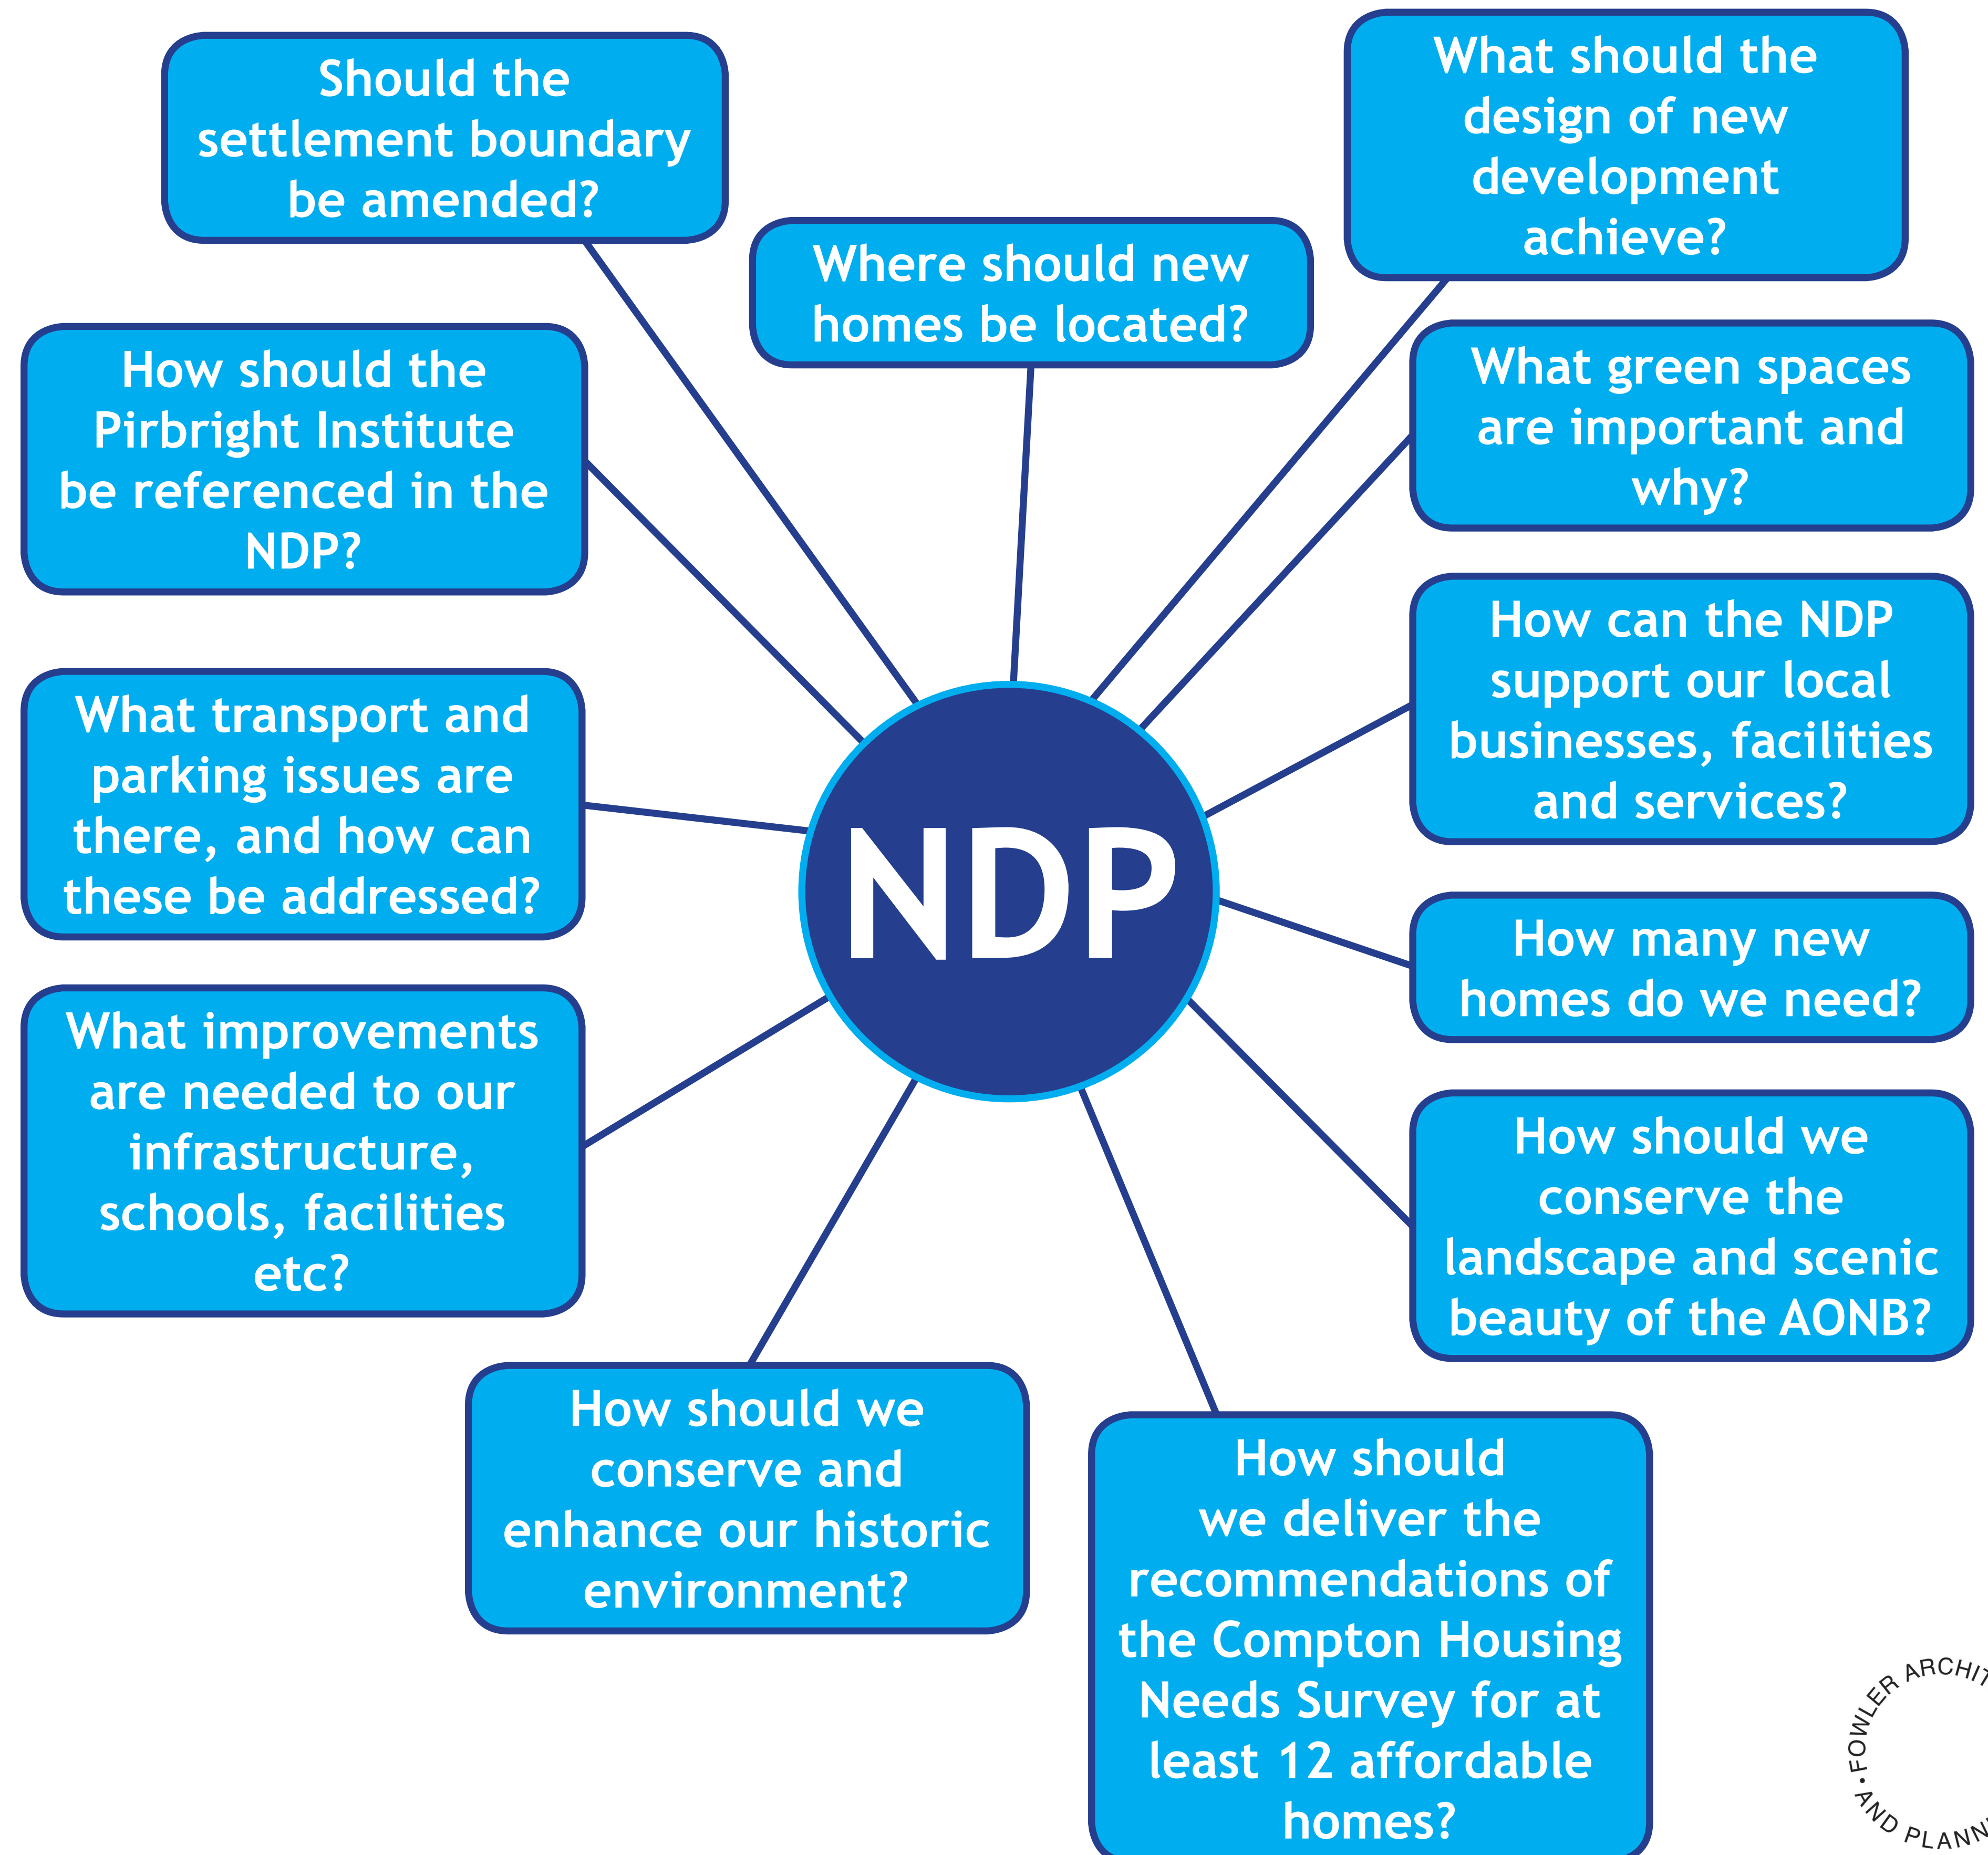 Should the
settlement boundary
be amended?
Where should new
homes be located?
What should the
design of new
development
achieve?
How should the
Pirbright Institute
be referenced in the
NDP?
What green spaces
are important and
why?
What transport and
parking issues are
there, and how can
these be addressed?
How can the NDP
support our local
businesses, facilities
and services?
NDP
How many new
homes do we need?
What improvements
are needed to our
infrastructure,
schools, facilities
etc?
How should we
conserve the
landscape and scenic
beauty of the AONB?
How should we
conserve and
enhance our historic
environment?
How should
we deliver the
recommendations of
the Compton Housing
Needs Survey for at
least 12 affordable
homes?
• FOWLER
AND